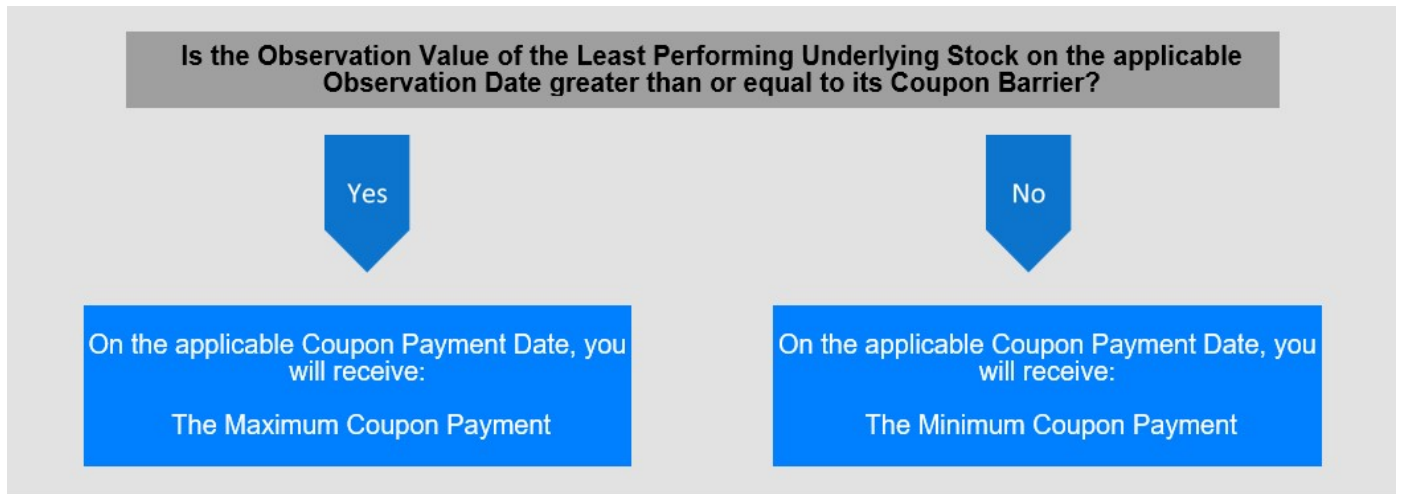 Is the Observation Value of the Least Performing Underlying Stock on the applicable
Observation Date greater than or equal to its Coupon Barrier?
Yes
No
On the applicable Coupon Payment Date, you
will receive:
The Maximum Coupon Payment
On the applicable Coupon Payment Date, you
will receive:
The Minimum Coupon Payment